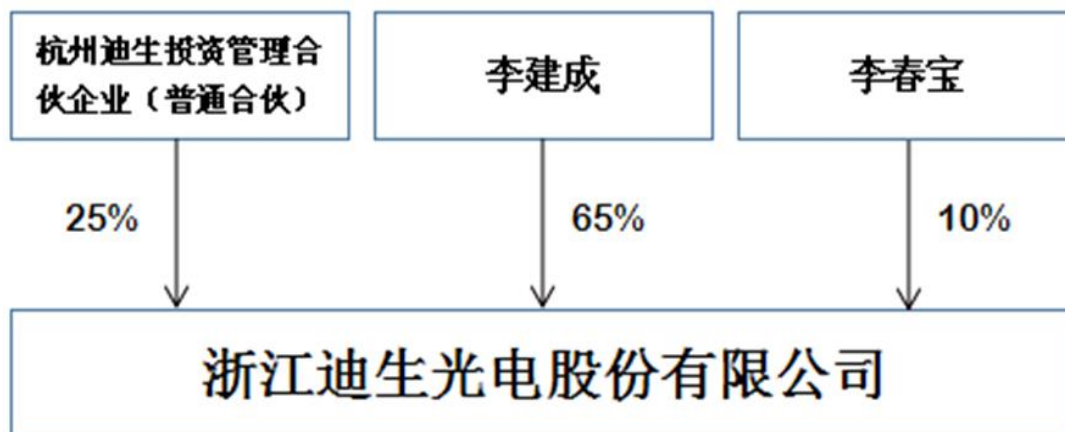 杭州迪生投资管理合
伙企业（普通合伙）
李建成
李春宝
25%
65%
10%
浙江迪生光电股份有限公司